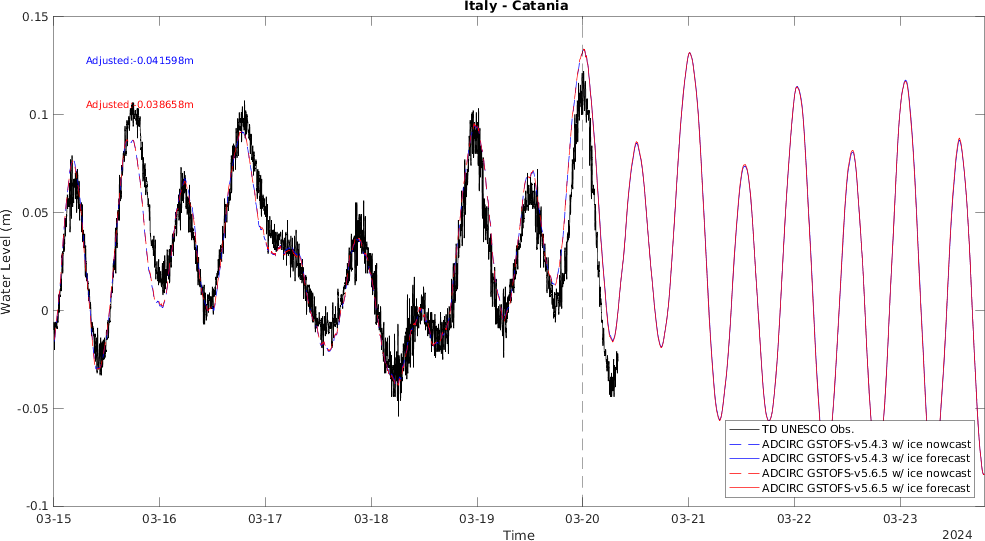 Italy - Catania
0.15
0.1
0.05
0
-0.05
-0.1
Water Level (m)
Adjusted:-0.041598m
Adjusted:-0.038658m
TD UNESCO Obs.
ADCIRC GSTOFS-v5.4.3 w/ ice nowcast
ADCIRC GSTOFS-v5.4.3 w/ ice forecast
ADCIRC GSTOFS-v5.6.5 w/ ice nowcast
ADCIRC GSTOFS-v5.6.5 w/ ice forecast
03-15 03-16 03-17 03-18 03-19 03-20 03-21 03-22 03-23
Time
2024